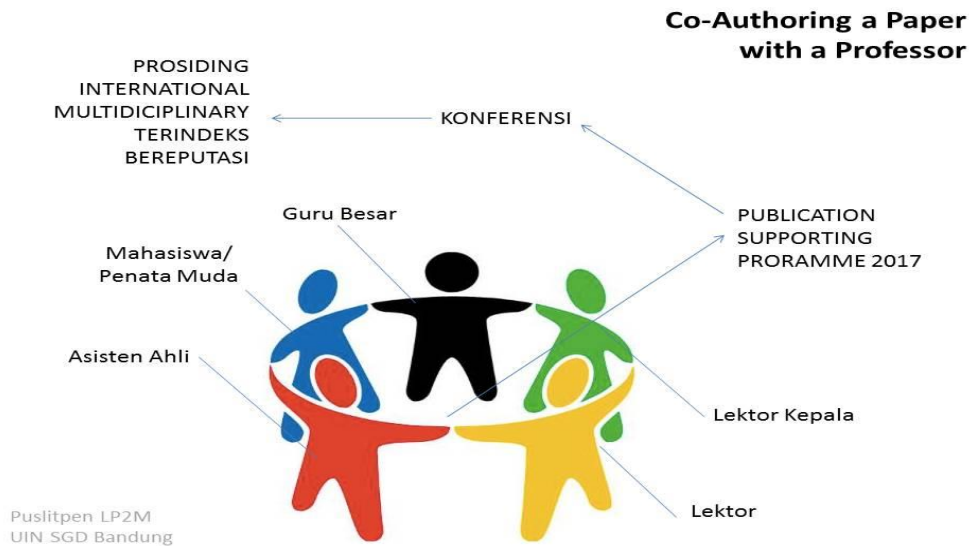 Co-Authoring a Paper
with a Professor
PROSIDING
INTERNATIONAL
MULTIDICIPLINARY
TERINDEKS
BEREPUTASI
KONFERENSI
PUBLICATION
SUPPORTING
PRORAMME 2017
Guru Besar
Mahasiswa/
Penata Muda
Asisten Ahli
Lektor Kepala
Lektor
Puslitpen LP2M
UIN SGD Bandung